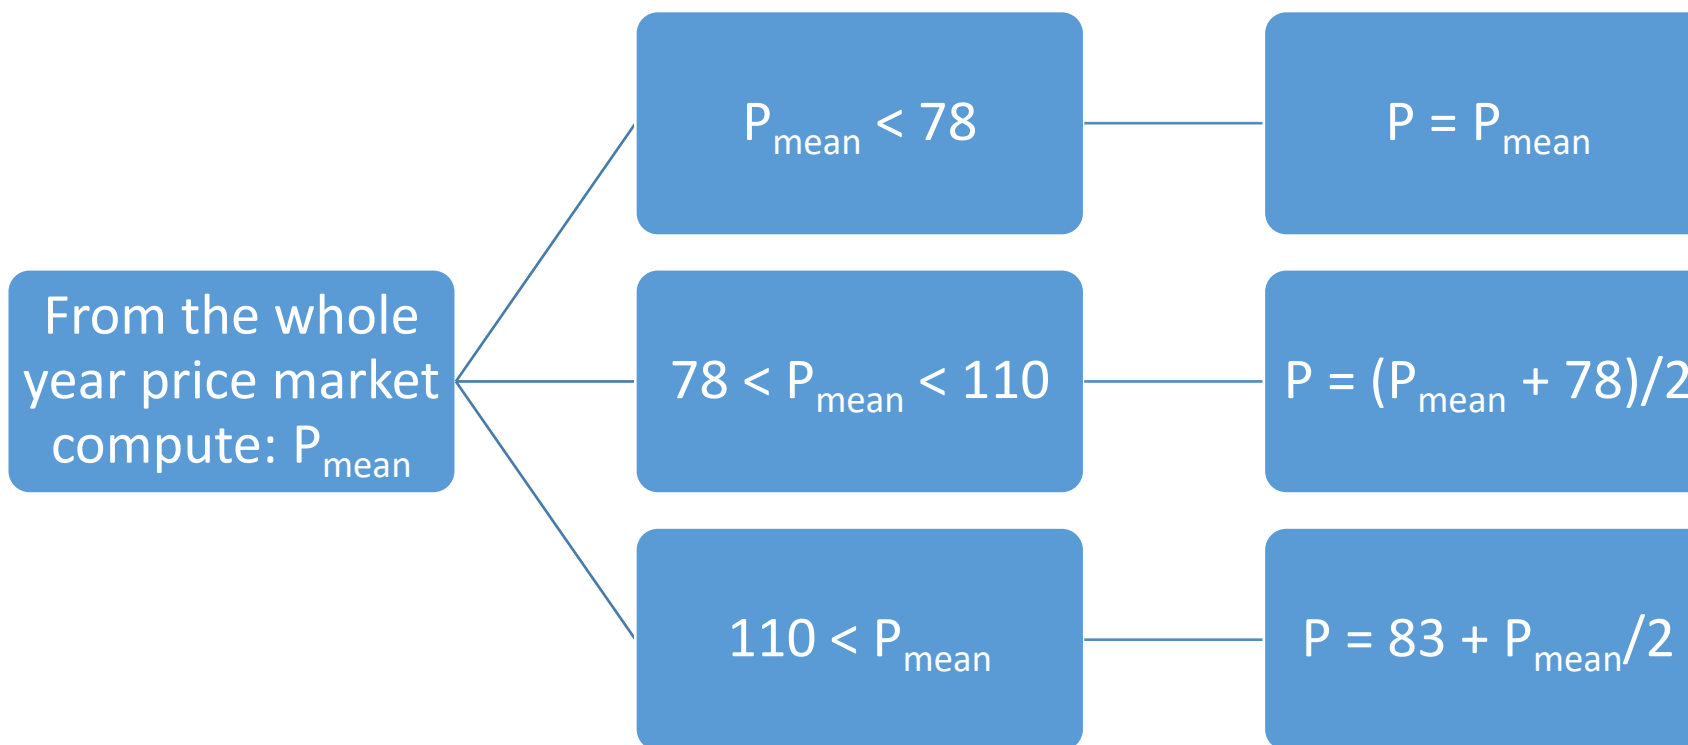 From the whole
year price market
compute: Pmean
Pmean < 78
P = Pmean
78 < Pmean < 110
P = (Pmean + 78)/2
110 < Pmean
P = 83 + Pmean/2